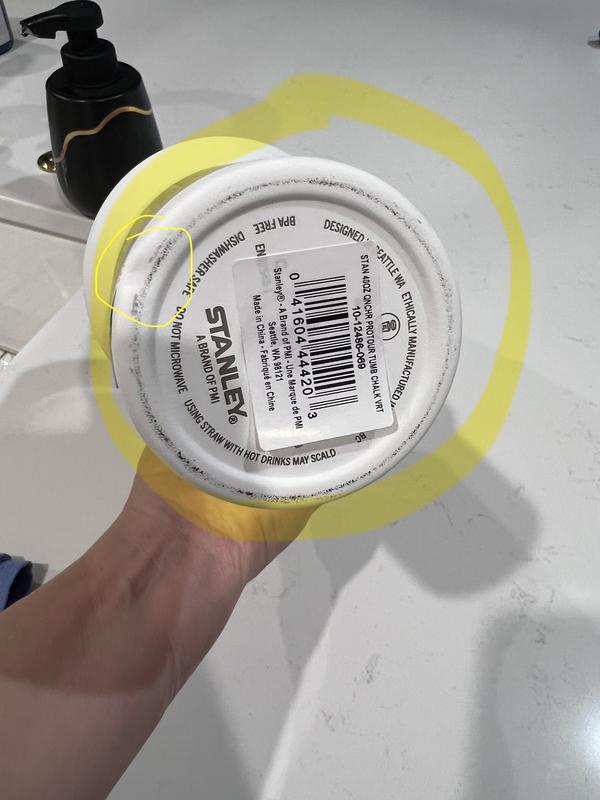 DESIGNED
SEATTLE WA
ETHICALLY MANUFACTURED
BPA FREE
DISHWASHER SAFE
DO NOT MICROWAVE
USING STRAW WITH HOT DRINKS MAY SCALD
STANLEY®
A BRAND OF PMI
STAN 40OZ QNCHR PROTOUR TUMB CHALK VRT
10-12486-069
0 41604 44420 3
Stanley® - A Brand of PMI - Une Marque de PMI
Seattle, WA 98121
Made in China - Fabriqué en Chine